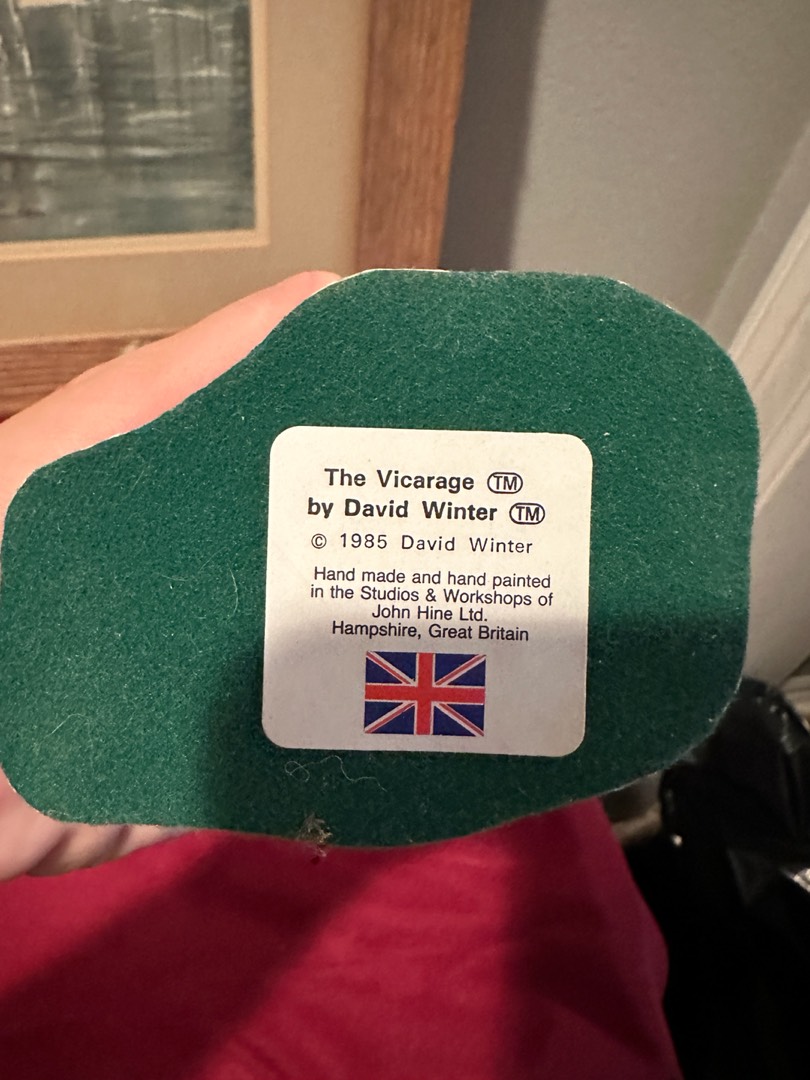 The Vicarage TM
by David Winter TM
© 1985 David Winter
Hand made and hand painted
in the Studios & Workshops of
John Hine Ltd.
Hampshire, Great Britain